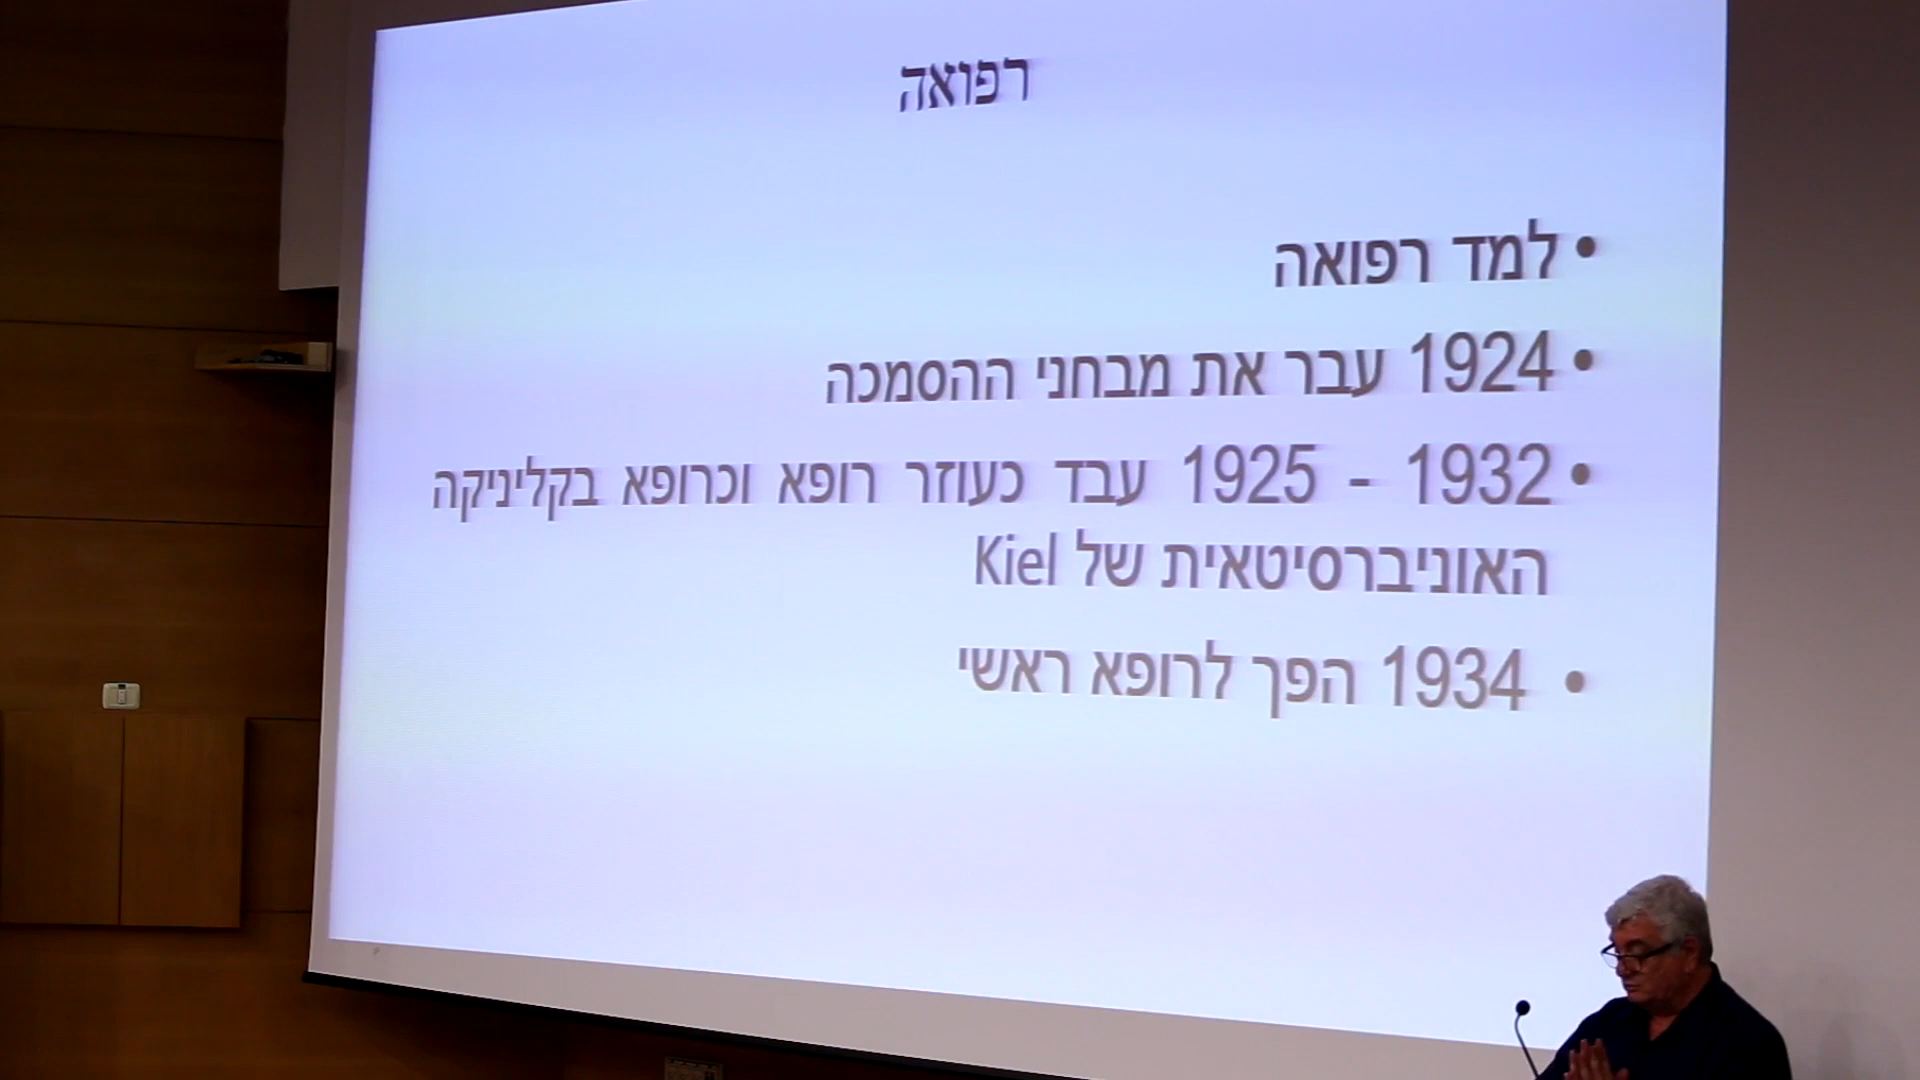 רפואה
• למד רפואה
• 1924 עבר את מבחני ההסמכה
• 1932 - 1925 עבד כעוזר רופא וכרופא בקליניקה
האוניברסיטאית של Kiel
• 1934 הפך לרופא ראשי